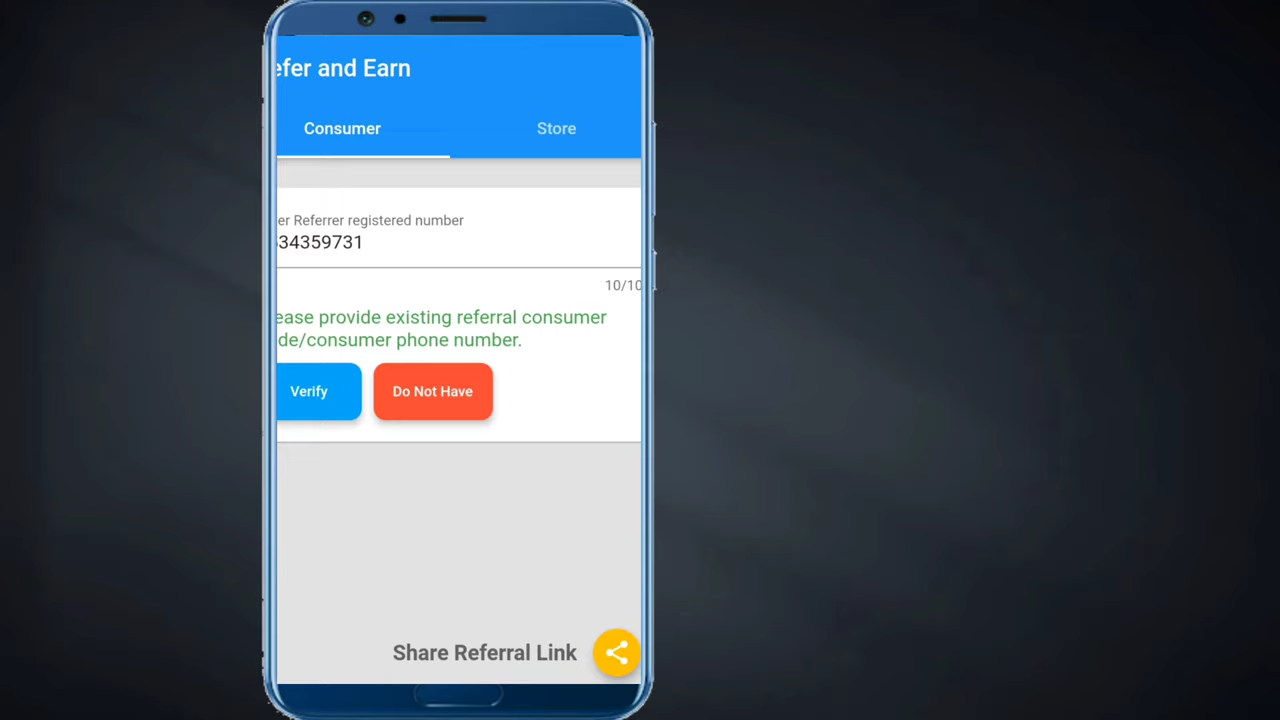 efer and Earn
Consumer
Store
er Referrer registered number
34359731
10/10
ease provide existing referral consumer
de/consumer phone number.
Verify
Do Not Have
Share Referral Link